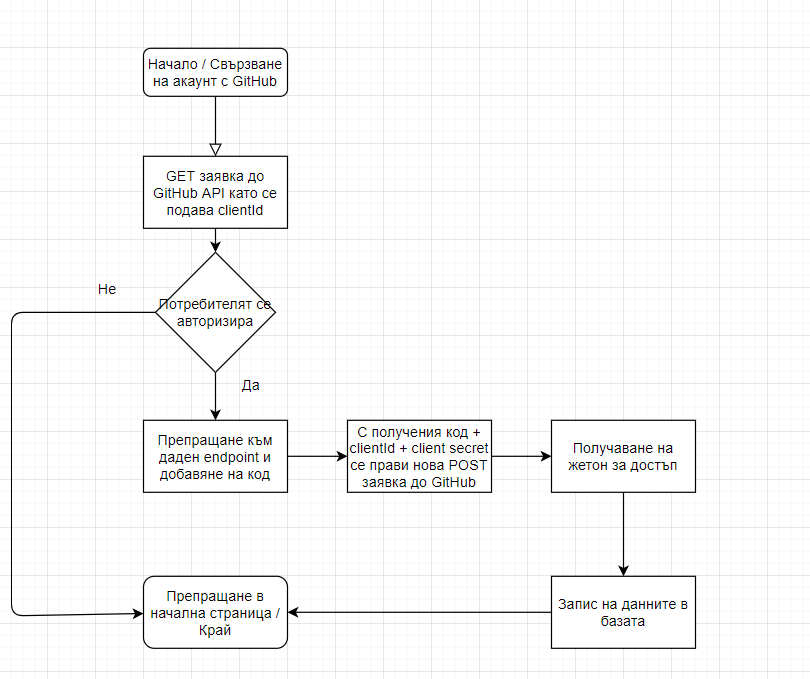 Начало / Свързване
на акаунт с GitHub
GET заявка до
GitHub API като се
подава clientId
Не
Потребителят се
авторизира
Да
Препращане към
даден endpoint и
добавяне на код
С получения код +
clientId + client secret
се прави нова POST
заявка до GitHub
Получаване на
жетон за достъп
Препращане в
начална страница /
Край
Запис на данните в
базата